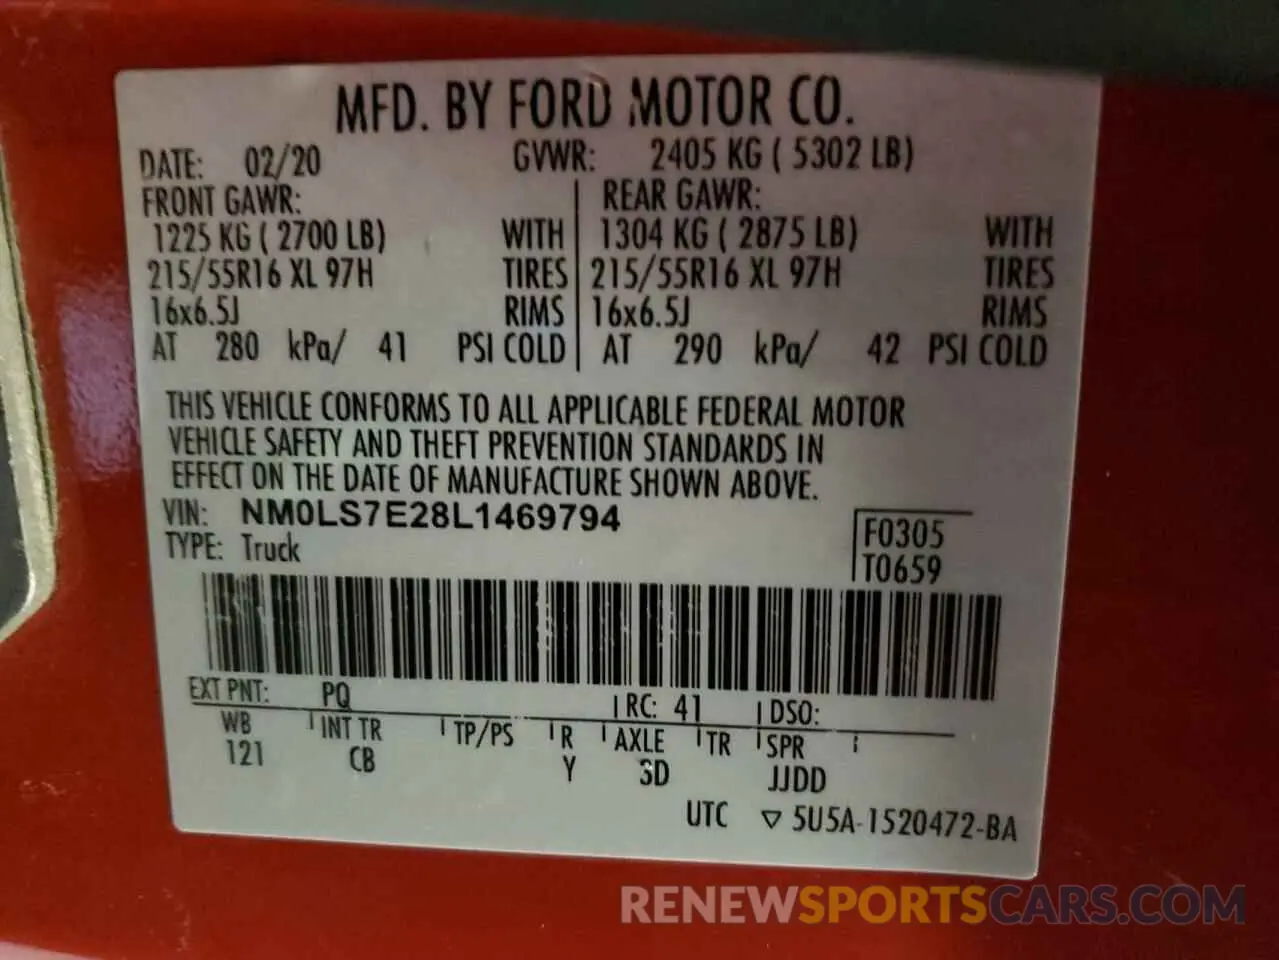 MFD. BY FORD MOTOR CO.
DATE: 02/20 GVWR: 2405 KG ( 5302 LB)
FRONT GAWR: REAR GAWR:
1225 KG ( 2700 LB) WITH 1304 KG ( 2875 LB) WITH
215/55R16 XL 97H TIRES 215/55R16 XL 97H TIRES
16x6.5J RIMS 16x6.5J RIMS
AT 280 kPa/ 41 PSI COLD AT 290 kPa/ 42 PSI COLD
THIS VEHICLE CONFORMS TO ALL APPLICABLE FEDERAL MOTOR
VEHICLE SAFETY AND THEFT PREVENTION STANDARDS IN
EFFECT ON THE DATE OF MANUFACTURE SHOWN ABOVE.
VIN: NM0LS7E28L1469794 F0305
TYPE: Truck T0659
EXT PNT: PQ RC: 41 DSO:
WB INT TR TP/PS R AXLE TR SPR
121 CB Y 3D JJDD
UTC ▽ 5U5A-1520472-BA
RENEWSPORTSCARS.COM